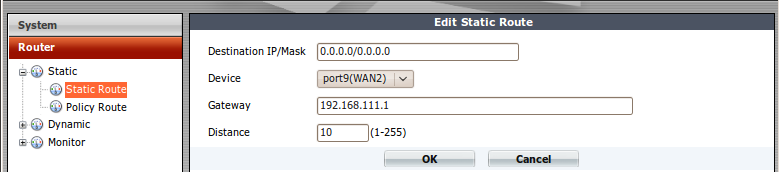 System
Router
Static
Static Route
Policy Route
Dynamic
Monitor
Edit Static Route
Destination IP/Mask 0.0.0.0/0.0.0.0
Device port9(WAN2)
Gateway 192.168.111.1
Distance 10 (1-255)
OK Cancel